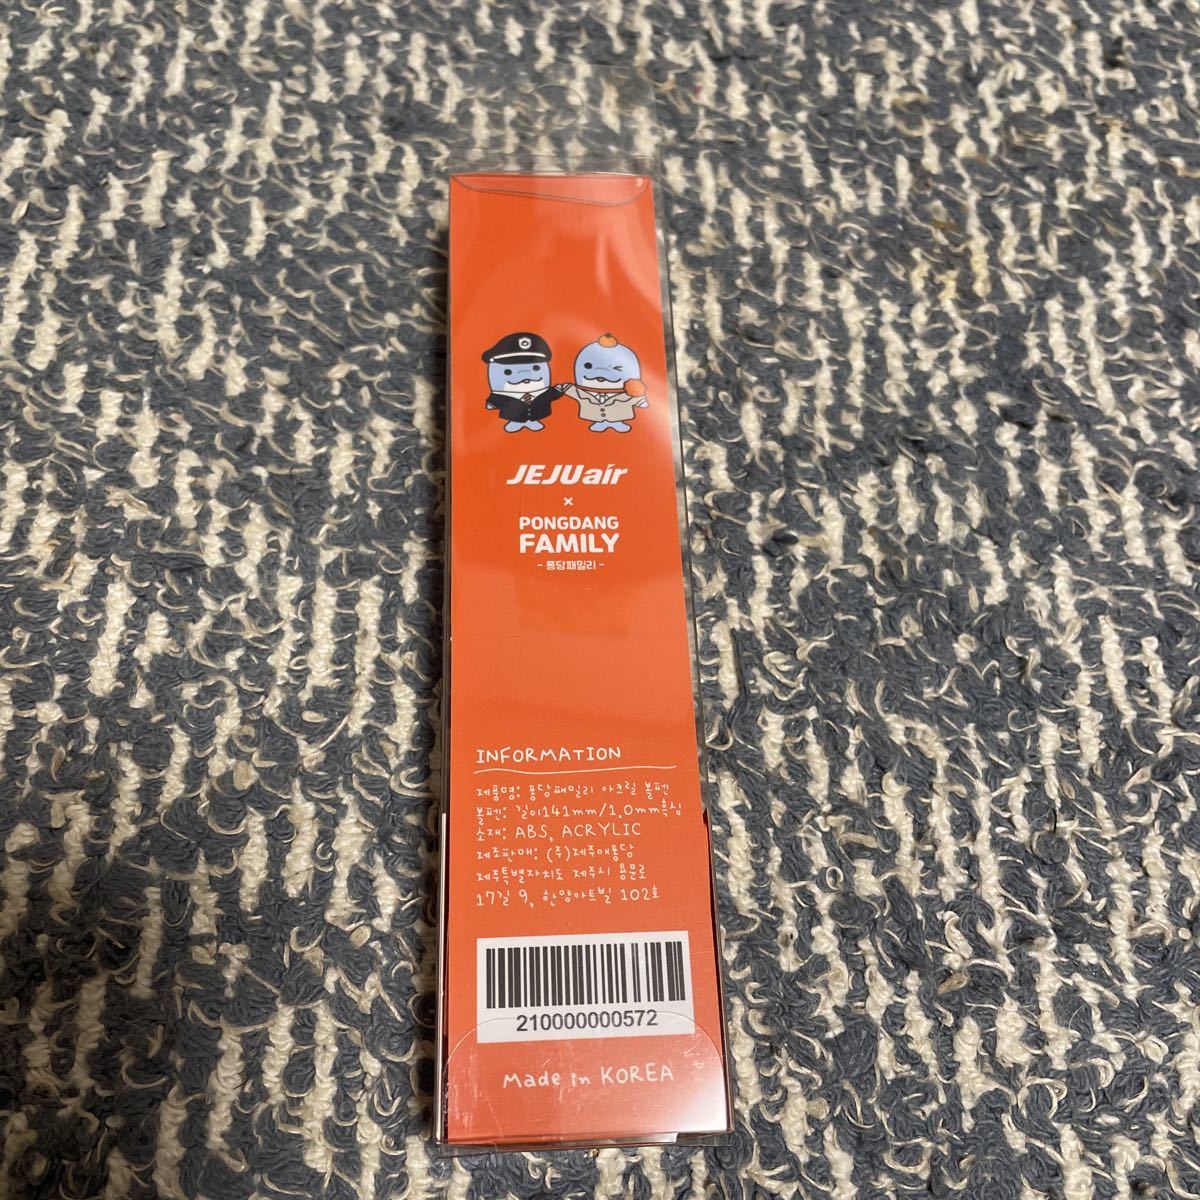 JEJUair
×
PONGDANG
FAMILY
- 퐁당패밀리 -
INFORMATION
제품명: 퐁당패밀리 아크릴 볼펜
볼펜: 길이141mm/1.0mm흑심
소재: ABS, ACRYLIC
제조판매: (주)제주애퐁당
제주특별자치도 제주시 용문로
17길 9, 한양아트빌 102호
210000000572
Made in KOREA